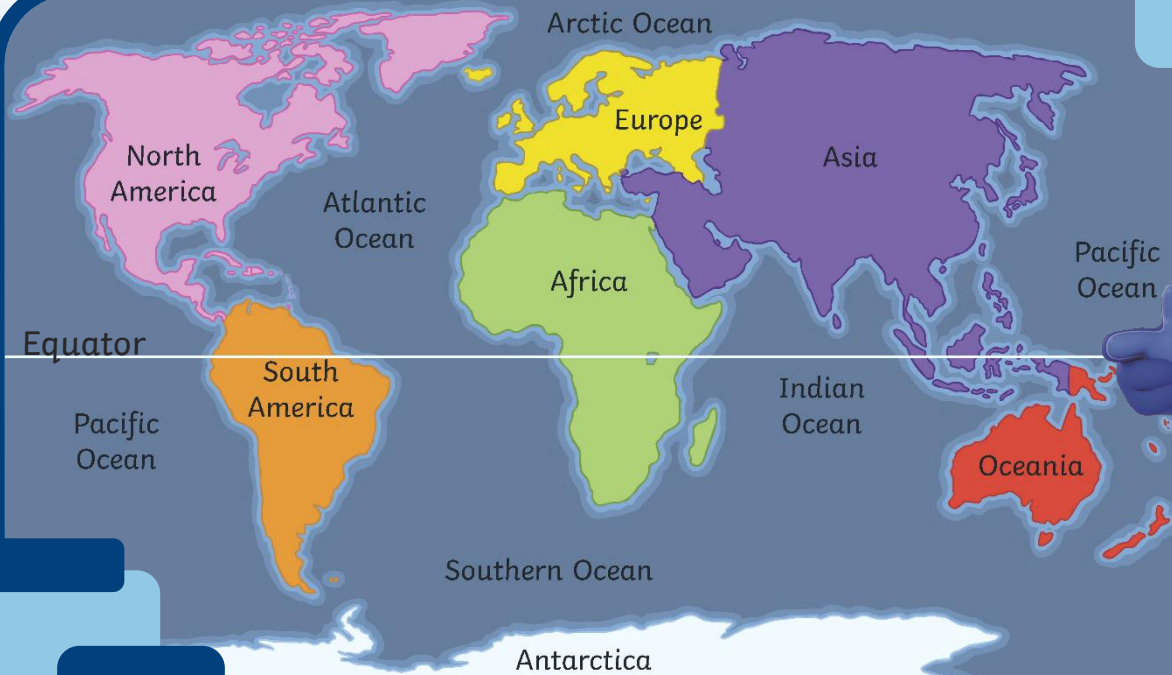 Arctic Ocean
North
America
Europe
Asia
Atlantic
Ocean
Africa
Pacific
Ocean
Equator
South
America
Indian
Ocean
Pacific
Ocean
Oceania
Southern Ocean
Antarctica